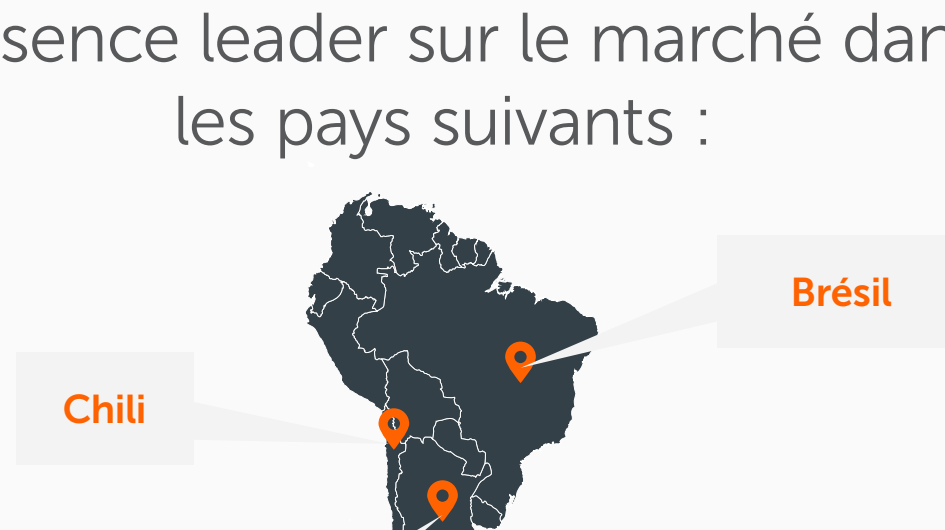 sence leader sur le marché dan
les pays suivants :
Brésil
Chili